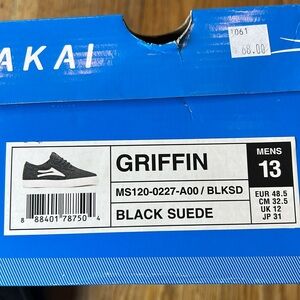 AKAI
1061
68.00
GRIFFIN
MS120-0227-A00 / BLKSD
BLACK SUEDE
MENS
13
EUR 48.5
CM 32.5
UK 12
JP 31
8 88401 78750 4